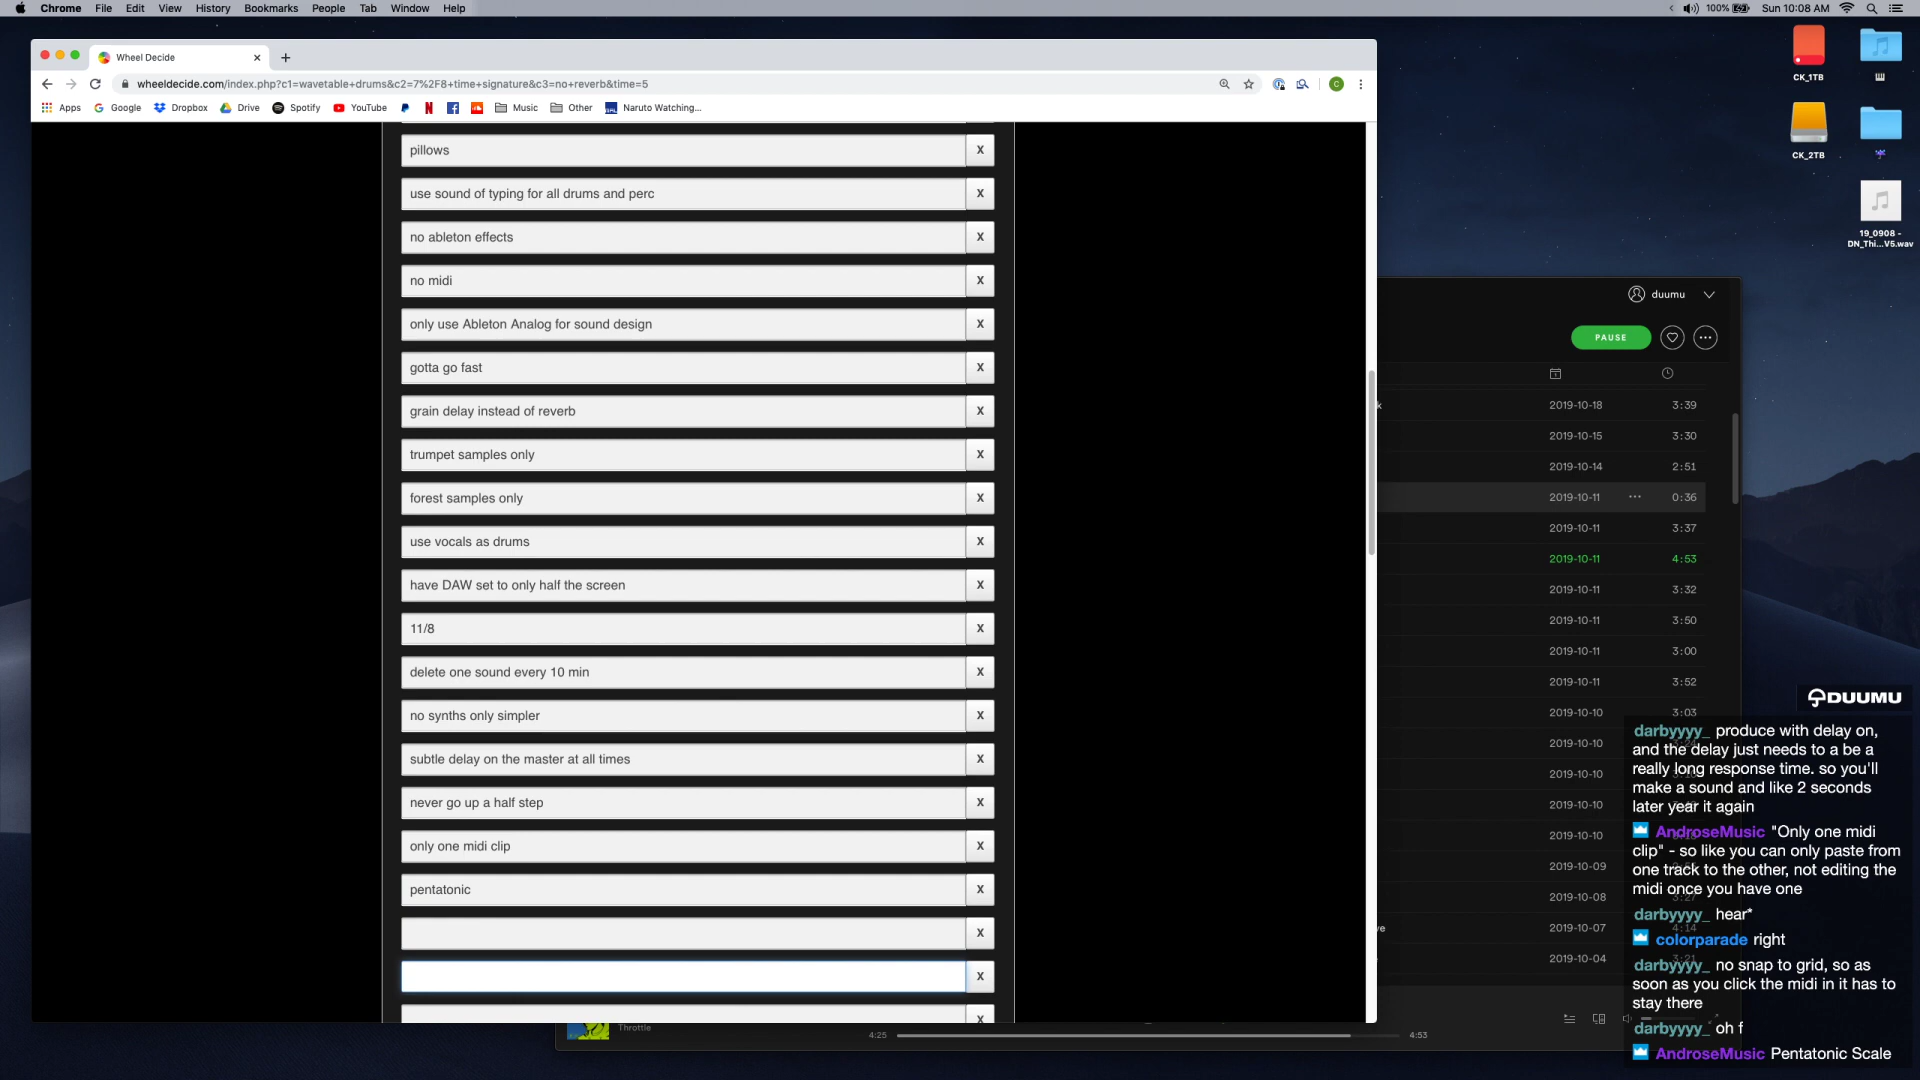 Chrome File Edit View History Bookmarks People Tab Window Help
100% Sun 10:08 AM
Wheel Decide
wheeldecide.com/index.php?c1=wavetable+drums&c2=7%2F8+time+signature&c3=no+reverb&time=5
Apps Google Dropbox Drive Spotify YouTube Music Other Naruto Watching...
pillows X
use sound of typing for all drums and perc X
no ableton effects X
no midi X
only use Ableton Analog for sound design X
gotta go fast X
grain delay instead of reverb X
trumpet samples only X
forest samples only X
use vocals as drums X
have DAW set to only half the screen X
11/8 X
delete one sound every 10 min X
no synths only simpler X
subtle delay on the master at all times X
never go up a half step X
only one midi clip X
pentatonic X
X
X
X
CK_1TB
CK_2TB
19_0908 -
DN_Thi...V5.wav
duumu
PAUSE
2019-10-18 3:39
2019-10-15 3:30
2019-10-14 2:51
2019-10-11 0:36
2019-10-11 3:37
2019-10-11 4:53
2019-10-11 3:32
2019-10-11 3:50
2019-10-11 3:00
2019-10-11 3:52
2019-10-10 3:03
2019-10-10
2019-10-10
2019-10-10
2019-10-10
2019-10-09
2019-10-08 3:27
2019-10-07 4:14
2019-10-04 3:21
Throttle
4:25 4:53
DUUMU
darbyyyy_ produce with delay on,
and the delay just needs to a be a
really long response time. so you'll
make a sound and like 2 seconds
later year it again
AndroseMusic "Only one midi
clip" - so like you can only paste from
one track to the other, not editing the
midi once you have one
darbyyyy_ hear*
colorparade right
darbyyyy_ no snap to grid, so as
soon as you click the midi in it has to
stay there
darbyyyy_ oh f
AndroseMusic Pentatonic Scale